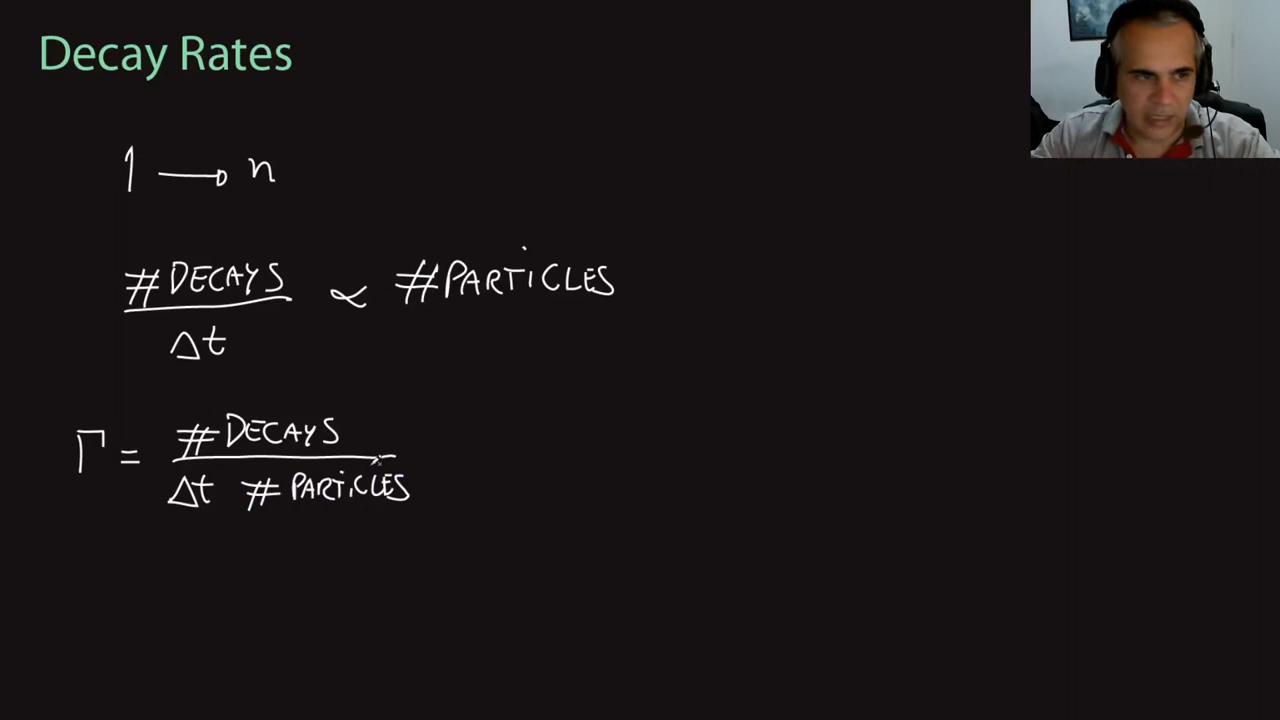 Decay Rates
1 → n
#DECAYS / Δt ∝ #PARTiCLES
Γ = #DECAYS / Δt #PARTiCLES